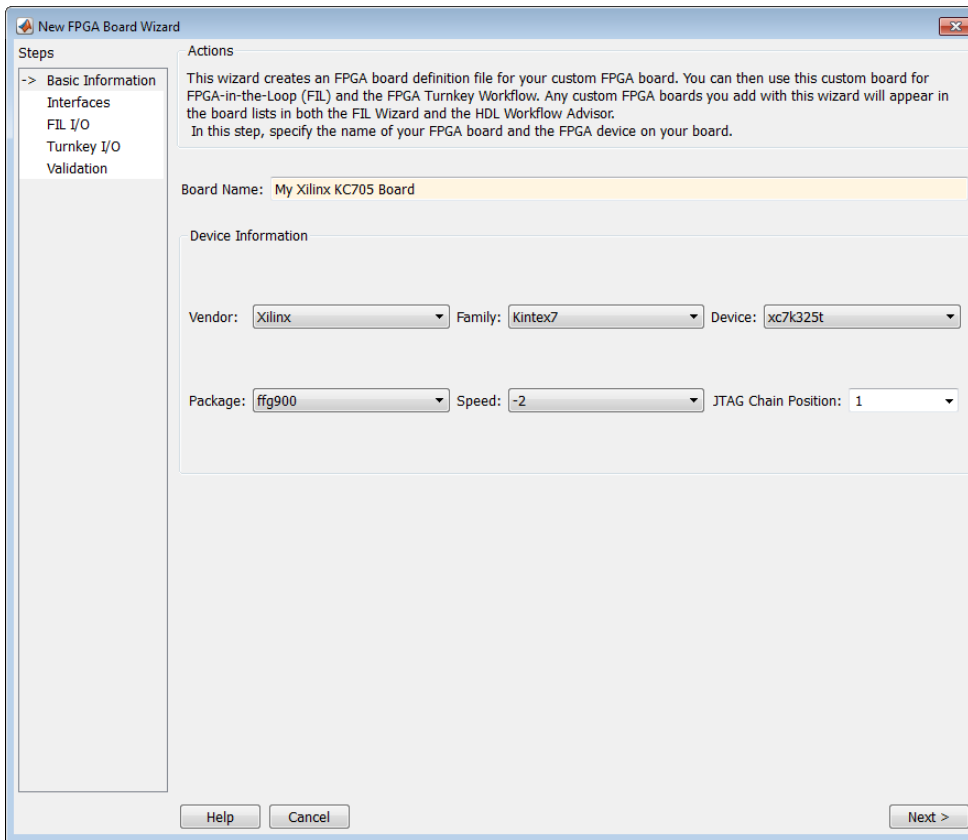 New FPGA Board Wizard
Steps
-> Basic Information
Interfaces
FIL I/O
Turnkey I/O
Validation
Actions
This wizard creates an FPGA board definition file for your custom FPGA board. You can then use this custom board for
FPGA-in-the-Loop (FIL) and the FPGA Turnkey Workflow. Any custom FPGA boards you add with this wizard will appear in
the board lists in both the FIL Wizard and the HDL Workflow Advisor.
In this step, specify the name of your FPGA board and the FPGA device on your board.
Board Name: My Xilinx KC705 Board
Device Information
Vendor: Xilinx Family: Kintex7 Device: xc7k325t
Package: ffg900 Speed: -2 JTAG Chain Position: 1
Help Cancel Next >